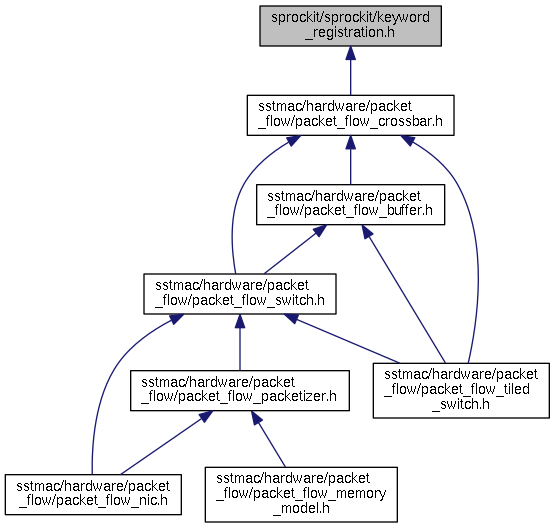 sprockit/sprockit/keyword
_registration.h
sstmac/hardware/packet
_flow/packet_flow_crossbar.h
sstmac/hardware/packet
_flow/packet_flow_buffer.h
sstmac/hardware/packet
_flow/packet_flow_switch.h
sstmac/hardware/packet
_flow/packet_flow_tiled
_switch.h
sstmac/hardware/packet
_flow/packet_flow_packetizer.h
sstmac/hardware/packet
_flow/packet_flow_nic.h
sstmac/hardware/packet
_flow/packet_flow_memory
_model.h